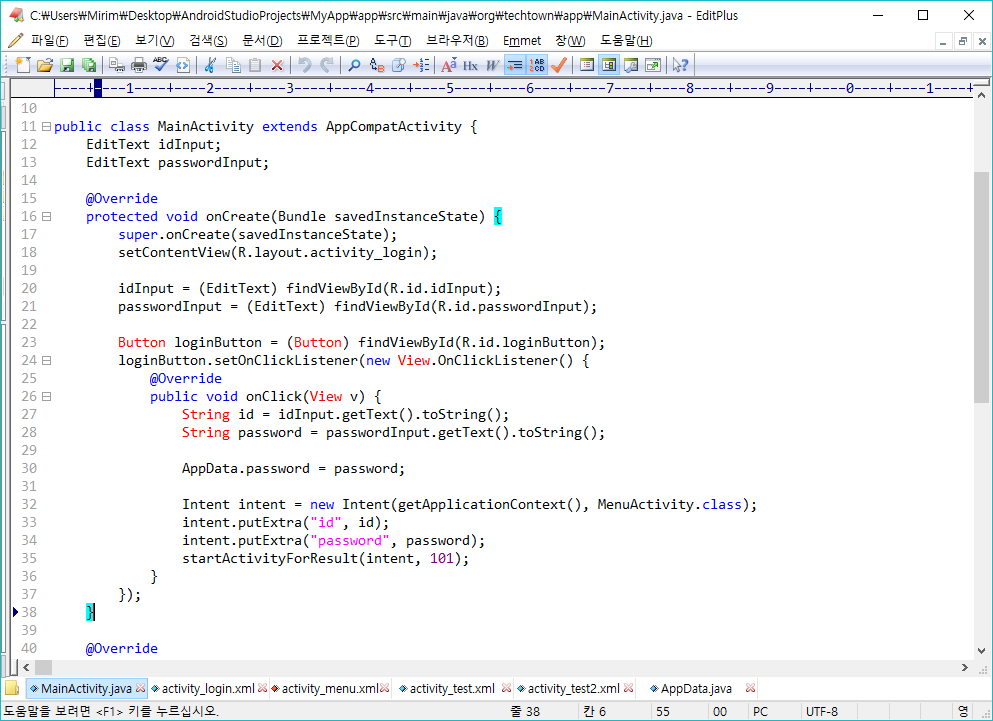 C:₩Users₩Mirim₩Desktop₩AndroidStudioProjects₩MyApp₩app₩src₩main₩java₩org₩techtown₩app₩MainActivity.java - EditPlus
파일(F) 편집(E) 보기(V) 검색(S) 문서(D) 프로젝트(P) 도구(T) 브라우저(B) Emmet 창(W) 도움말(H)
----+----1----+----2----+----3----+----4----+----5----+----6----+----7----+----8----+----9----+----0----+----1----+
10
11 public class MainActivity extends AppCompatActivity {
12     EditText idInput;
13     EditText passwordInput;
14
15     @Override
16     protected void onCreate(Bundle savedInstanceState) {
17         super.onCreate(savedInstanceState);
18         setContentView(R.layout.activity_login);
19
20         idInput = (EditText) findViewById(R.id.idInput);
21         passwordInput = (EditText) findViewById(R.id.passwordInput);
22
23         Button loginButton = (Button) findViewById(R.id.loginButton);
24         loginButton.setOnClickListener(new View.OnClickListener() {
25             @Override
26             public void onClick(View v) {
27                 String id = idInput.getText().toString();
28                 String password = passwordInput.getText().toString();
29
30                 AppData.password = password;
31
32                 Intent intent = new Intent(getApplicationContext(), MenuActivity.class);
33                 intent.putExtra("id", id);
34                 intent.putExtra("password", password);
35                 startActivityForResult(intent, 101);
36             }
37         });
38     }
39
40     @Override
MainActivity.java activity_login.xml activity_menu.xml activity_test.xml activity_test2.xml AppData.java
도움말을 보려면 <F1> 키를 누르십시오. 줄 38 칸 6 55 00 PC UTF-8 영